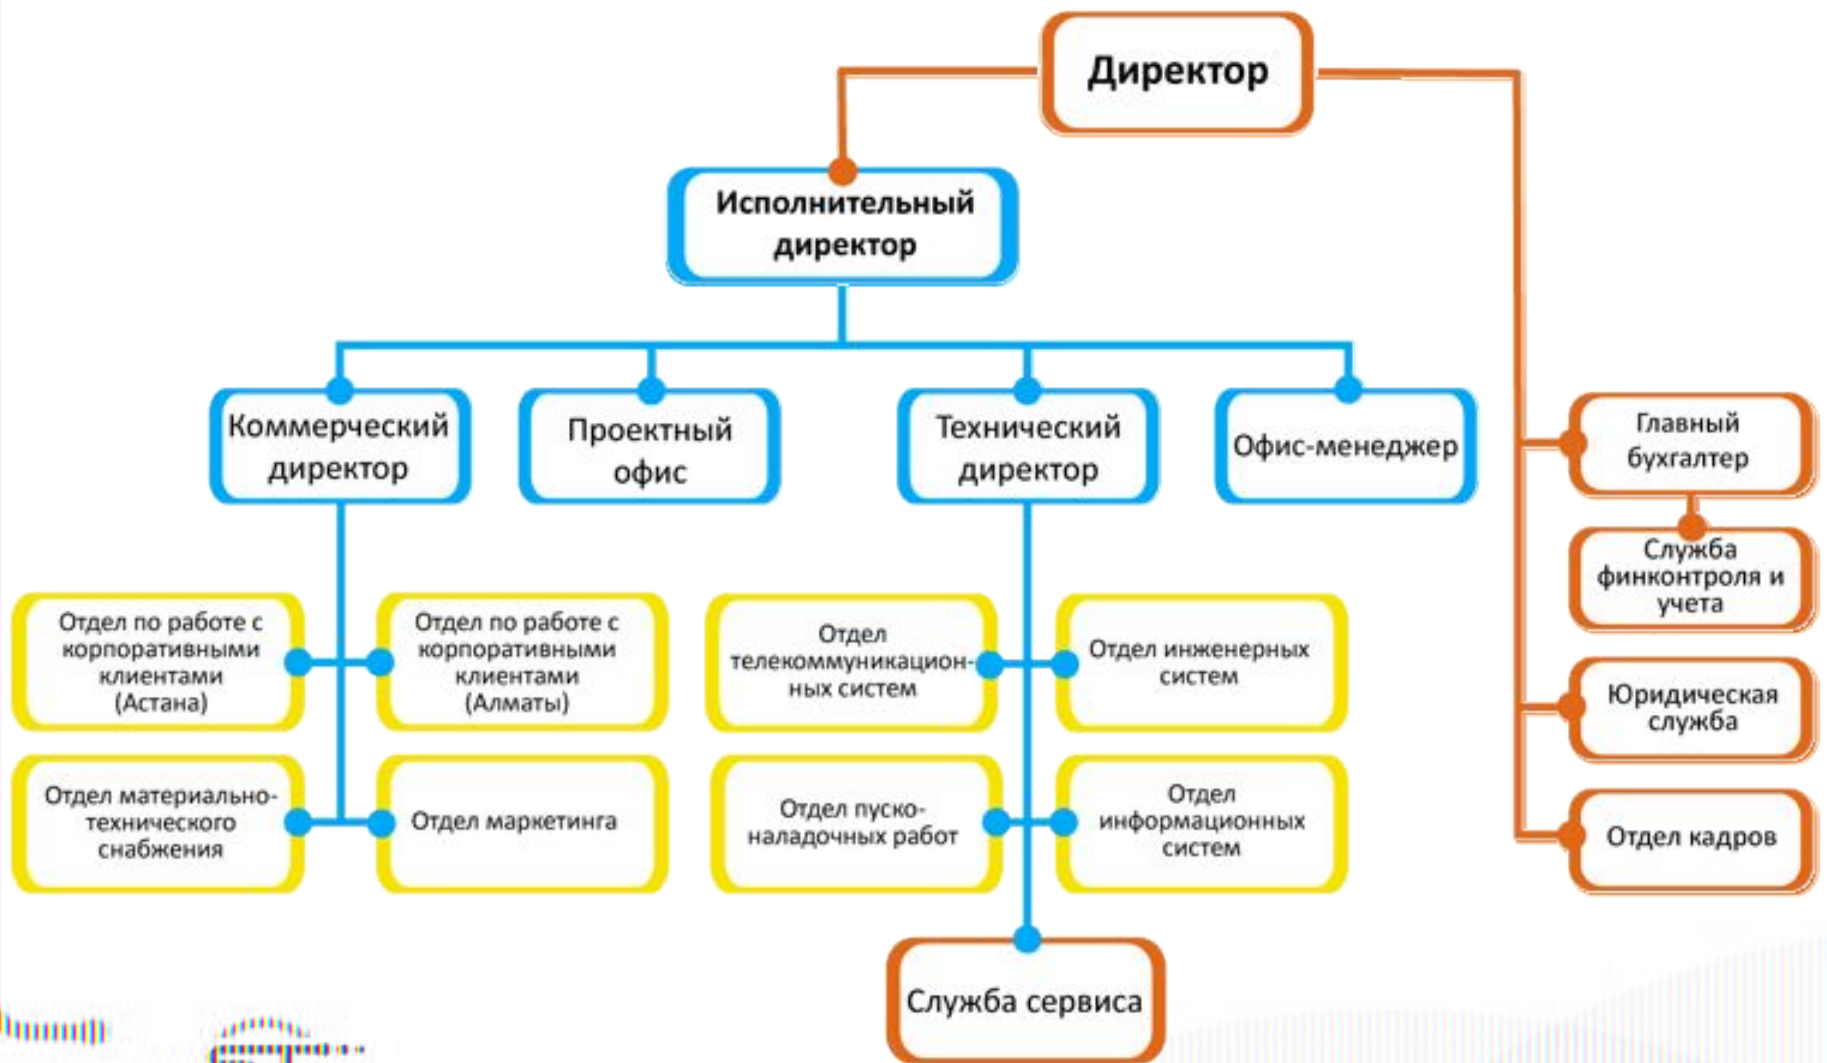 Директор
Исполнительный
директор
Коммерческий
директор
Проектный
офис
Технический
директор
Офис-менеджер
Главный
бухгалтер
Служба
финконтроля и
учета
Юридическая
служба
Отдел кадров
Отдел по работе с
корпоративными
клиентами
(Астана)
Отдел по работе с
корпоративными
клиентами
(Алматы)
Отдел материально-
технического
снабжения
Отдел маркетинга
Отдел
телекоммуникацион-
ных систем
Отдел инженерных
систем
Отдел пуско-
наладочных работ
Отдел
информационных
систем
Служба сервиса